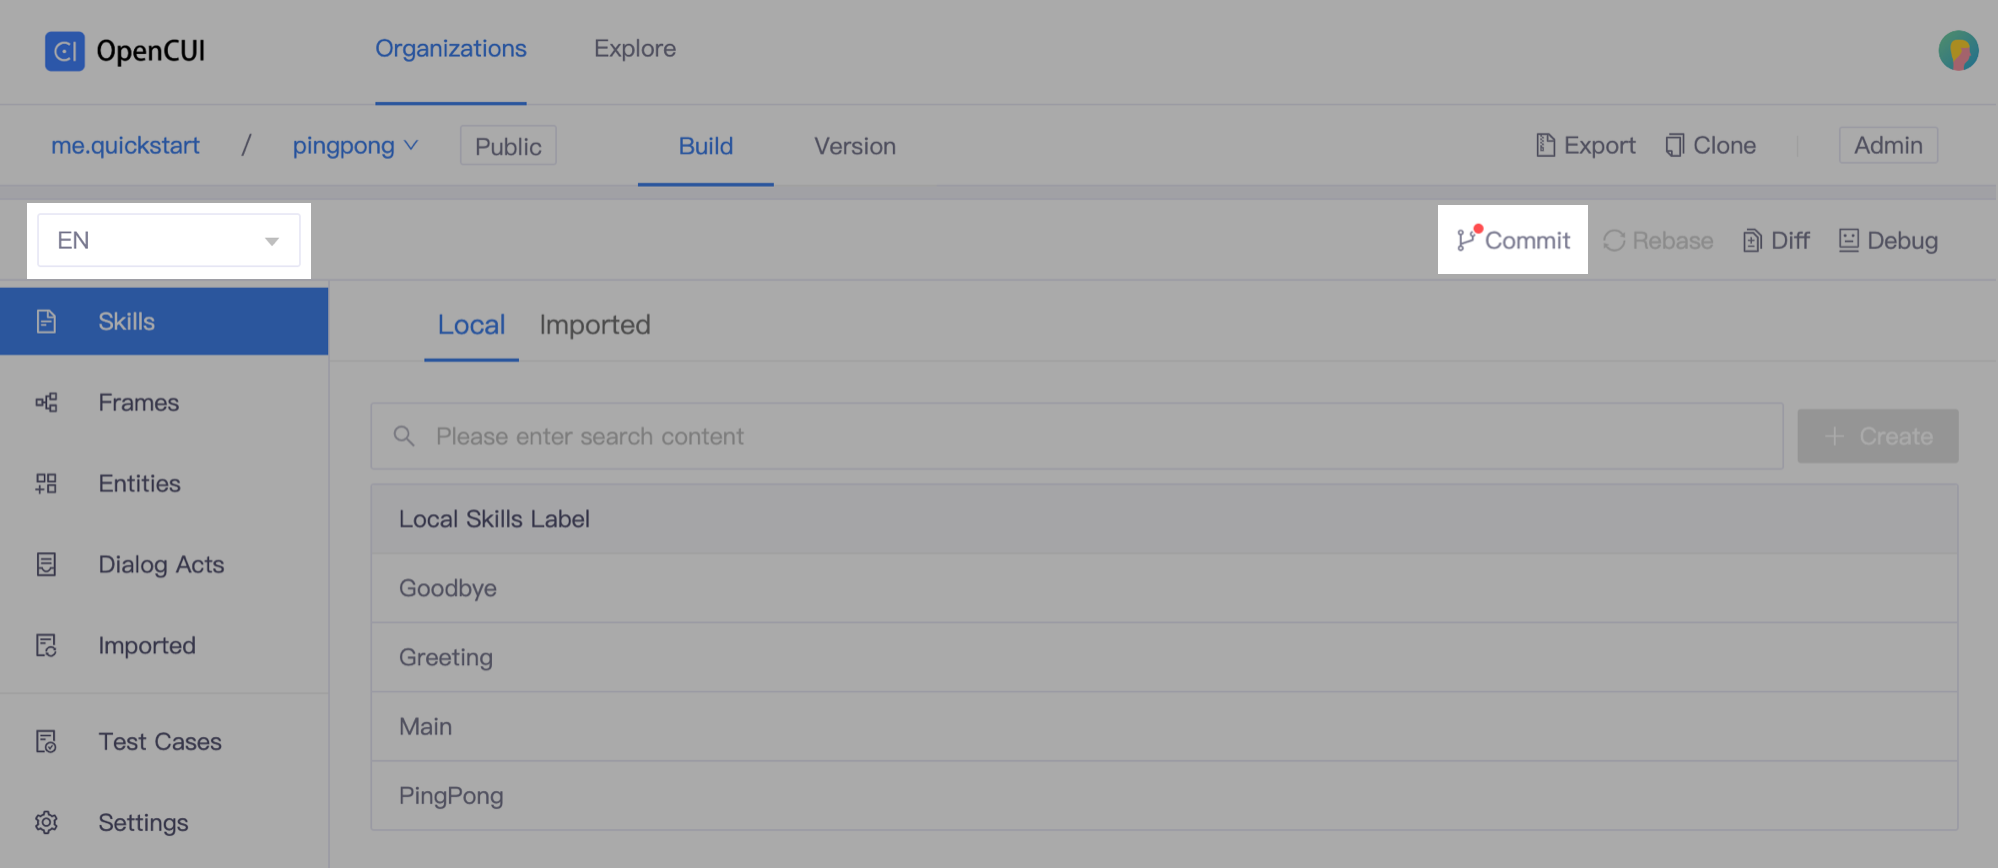 OpenCUI Organizations Explore
me.quickstart / pingpong Public Build Version Export Clone Admin
EN Commit Rebase Diff Debug
Skills
Frames
Entities
Dialog Acts
Imported
Test Cases
Settings
Local Imported
Please enter search content + Create
Local Skills Label
Goodbye
Greeting
Main
PingPong